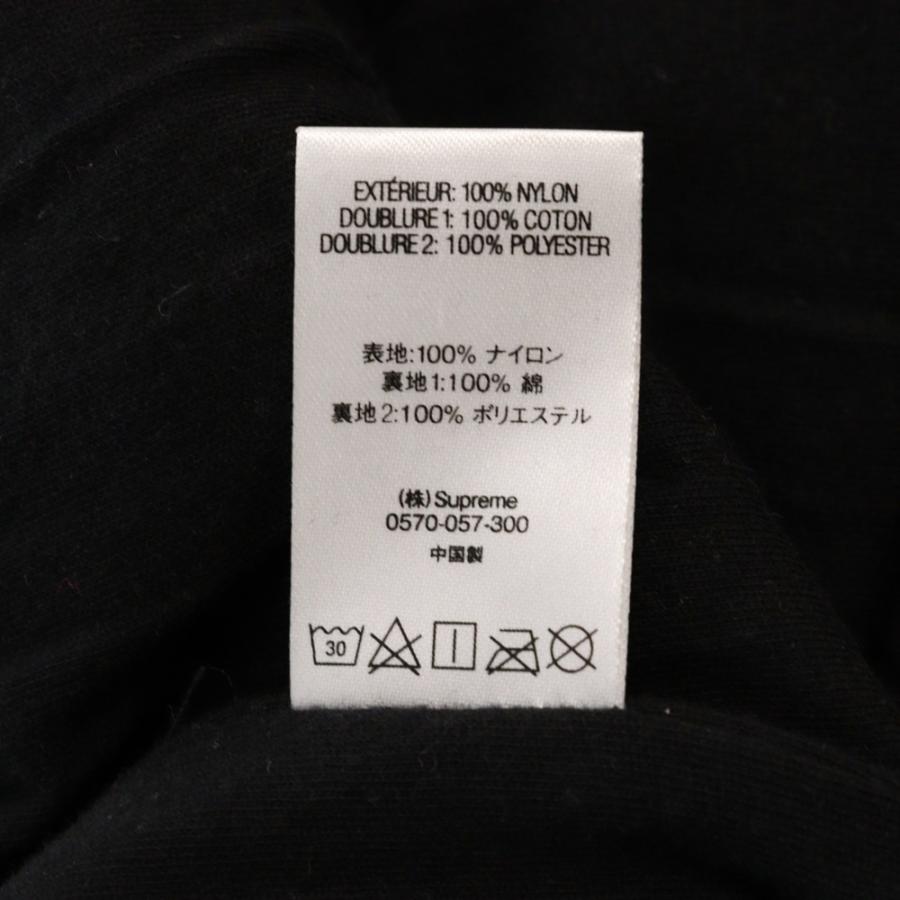 EXTÉRIEUR: 100% NYLON
DOUBLURE 1: 100% COTON
DOUBLURE 2: 100% POLYESTER
表地:100% ナイロン
裏地1:100% 綿
裏地2:100% ポリエステル
(株)Supreme
0570-057-300
中国製
30